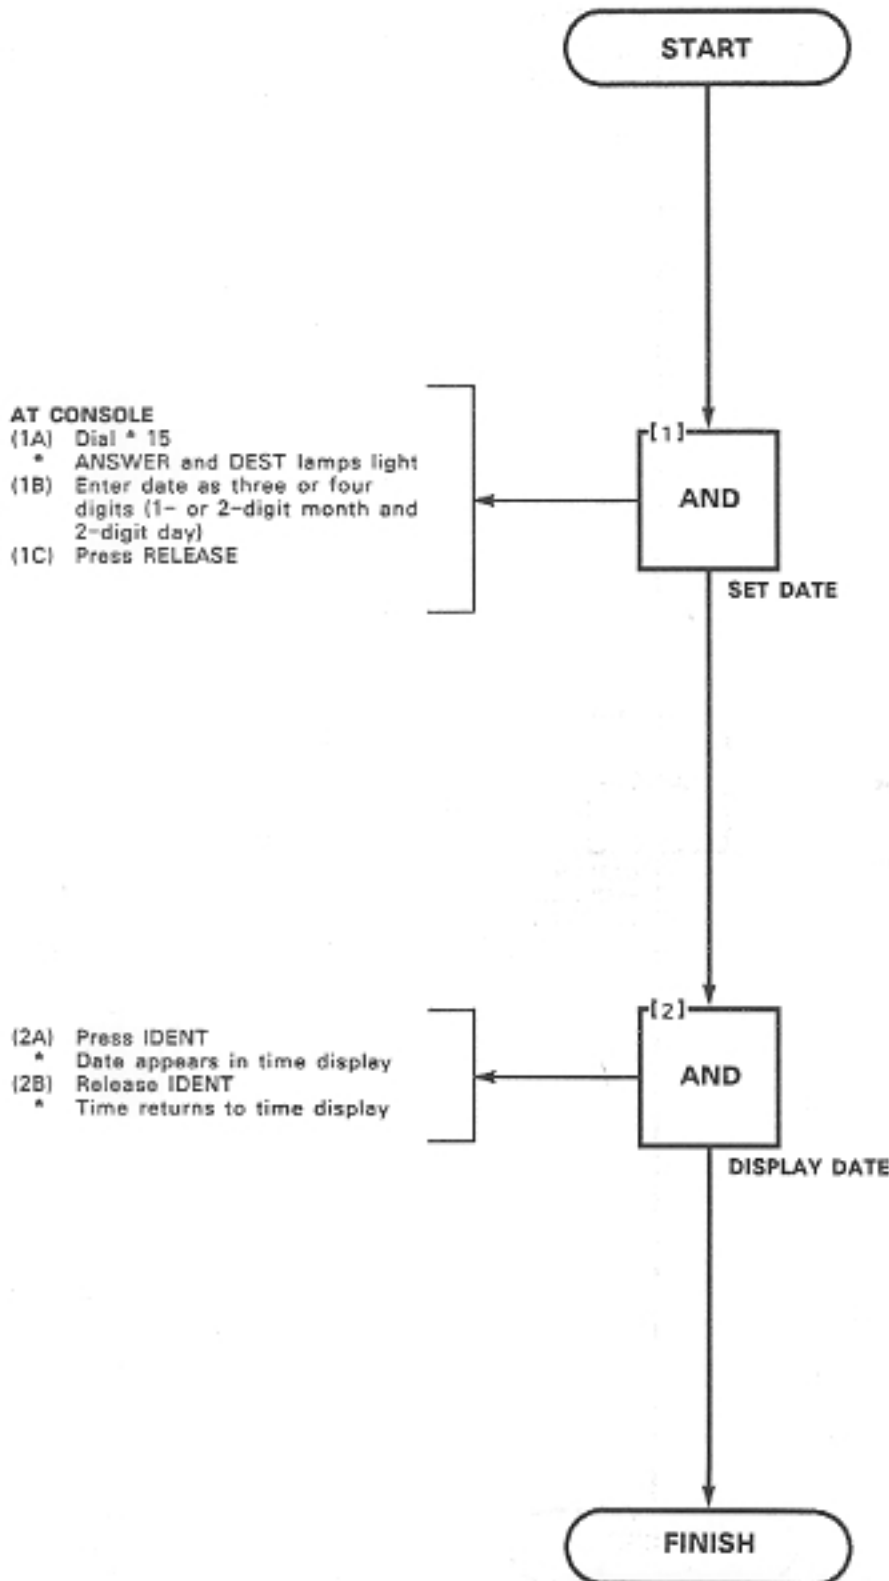 START
AT CONSOLE
(1A) Dial * 15
* ANSWER and DEST lamps light
(1B) Enter date as three or four
digits (1- or 2-digit month and
2-digit day)
(1C) Press RELEASE
[1]
AND
SET DATE
(2A) Press IDENT
* Date appears in time display
(2B) Release IDENT
* Time returns to time display
[2]
AND
DISPLAY DATE
FINISH